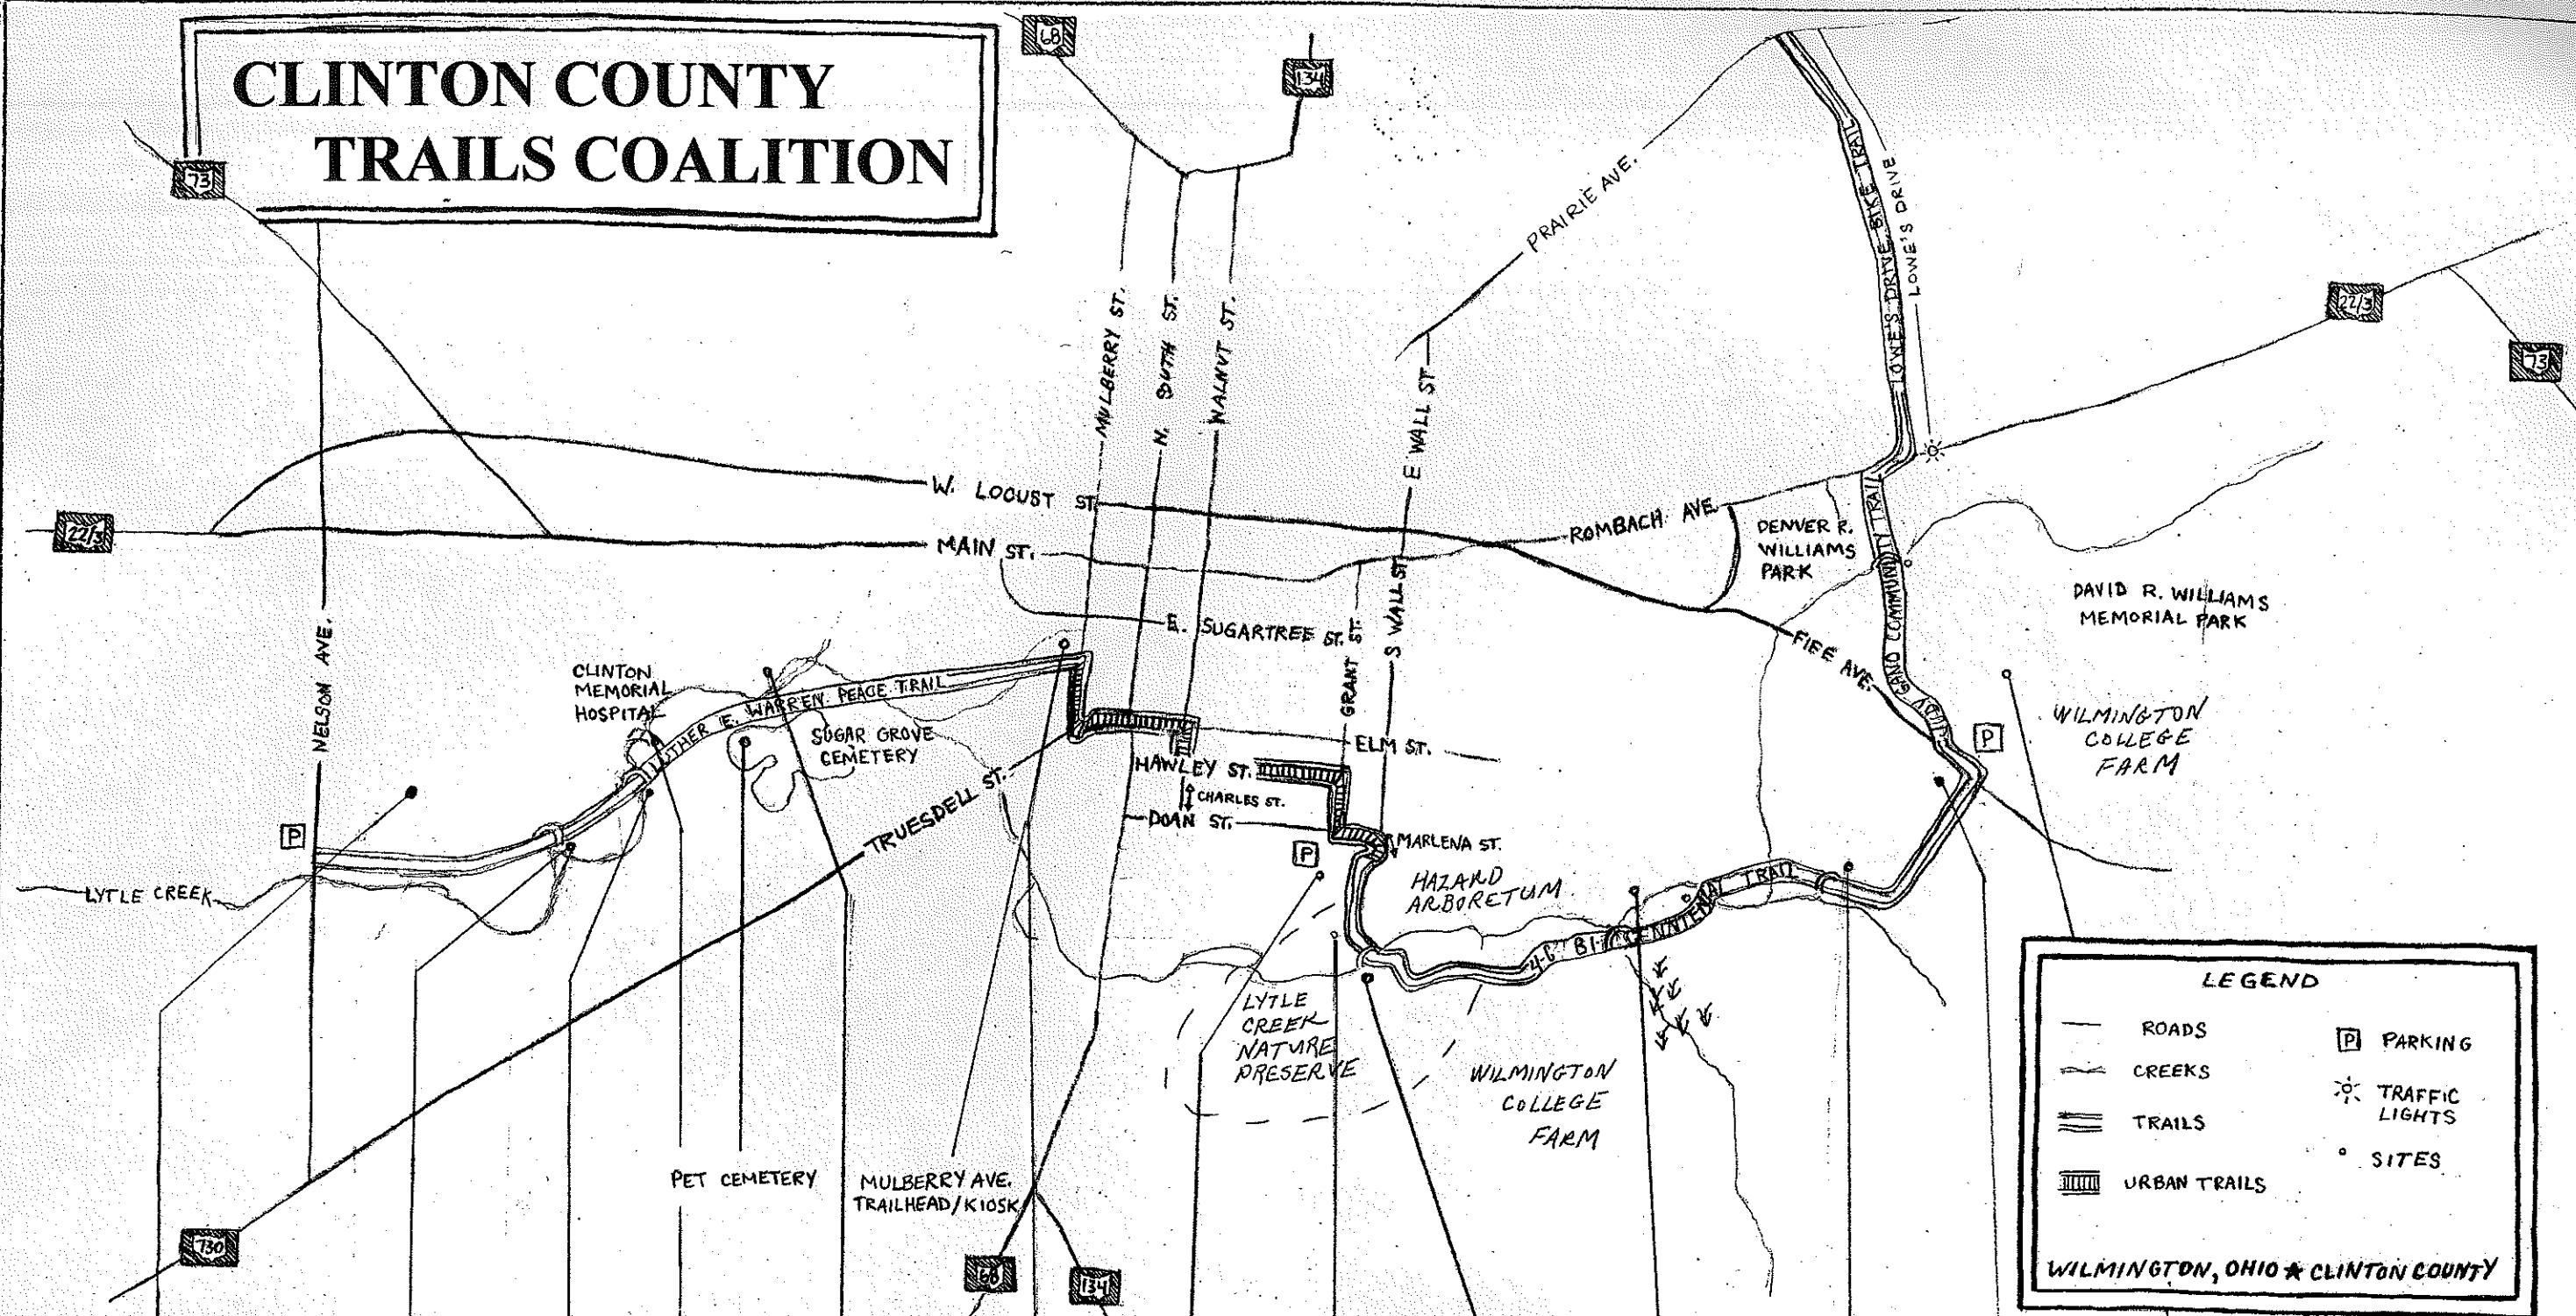 CLINTON COUNTY
TRAILS COALITION
68
134
73
PRAIRIE AVE.
LOWE'S DRIVE BIKE TRAIL
LOWE'S DRIVE
22/3
73
MULBERRY ST.
N. SOUTH ST.
WALNUT ST.
E WALL ST
W. LOCUST ST.
22/3
MAIN ST.
ROMBACH AVE.
DENVER R.
WILLIAMS
PARK
COMMUNITY TRAIL
DAVID R. WILLIAMS
MEMORIAL PARK
E. SUGARTREE ST.
GRANT ST.
S WALL ST
FIFE AVE.
NELSON AVE.
CLINTON
MEMORIAL
HOSPITAL
LUTHER E. WARREN PEACE TRAIL
SUGAR GROVE
CEMETERY
TRUESDELL ST.
ELM ST.
HAWLEY ST.
CHARLES ST.
DOAN ST.
MARLENA ST.
P
P
P
WILMINGTON
COLLEGE
FARM
HAZARD
ARBORETUM
4-C BICENTENNIAL TRAIL
LYTLE CREEK
LYTLE
CREEK
NATURE
PRESERVE
WILMINGTON
COLLEGE
FARM
PET CEMETERY
MULBERRY AVE.
TRAILHEAD/KIOSK
730
68
134
LEGEND
ROADS
CREEKS
TRAILS
URBAN TRAILS
P PARKING
TRAFFIC
LIGHTS
SITES
WILMINGTON, OHIO ★ CLINTON COUNTY